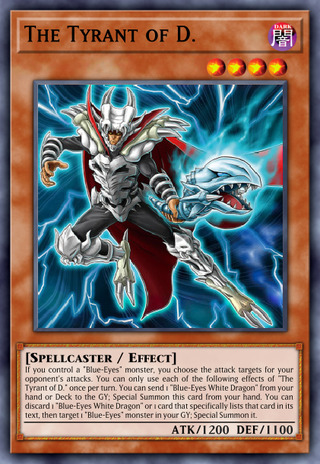 The Tyrant of D.
DARK
闇
[Spellcaster / Effect]
If you control a "Blue-Eyes" monster, you choose the attack targets for your
opponent's attacks. You can only use each of the following effects of "The
Tyrant of D." once per turn. You can send 1 "Blue-Eyes White Dragon" from your
hand or Deck to the GY; Special Summon this card from your hand. You can
discard 1 "Blue-Eyes White Dragon" or 1 card that specifically lists that card in its
text, then target 1 "Blue-Eyes" monster in your GY; Special Summon it.
ATK/1200 DEF/1100